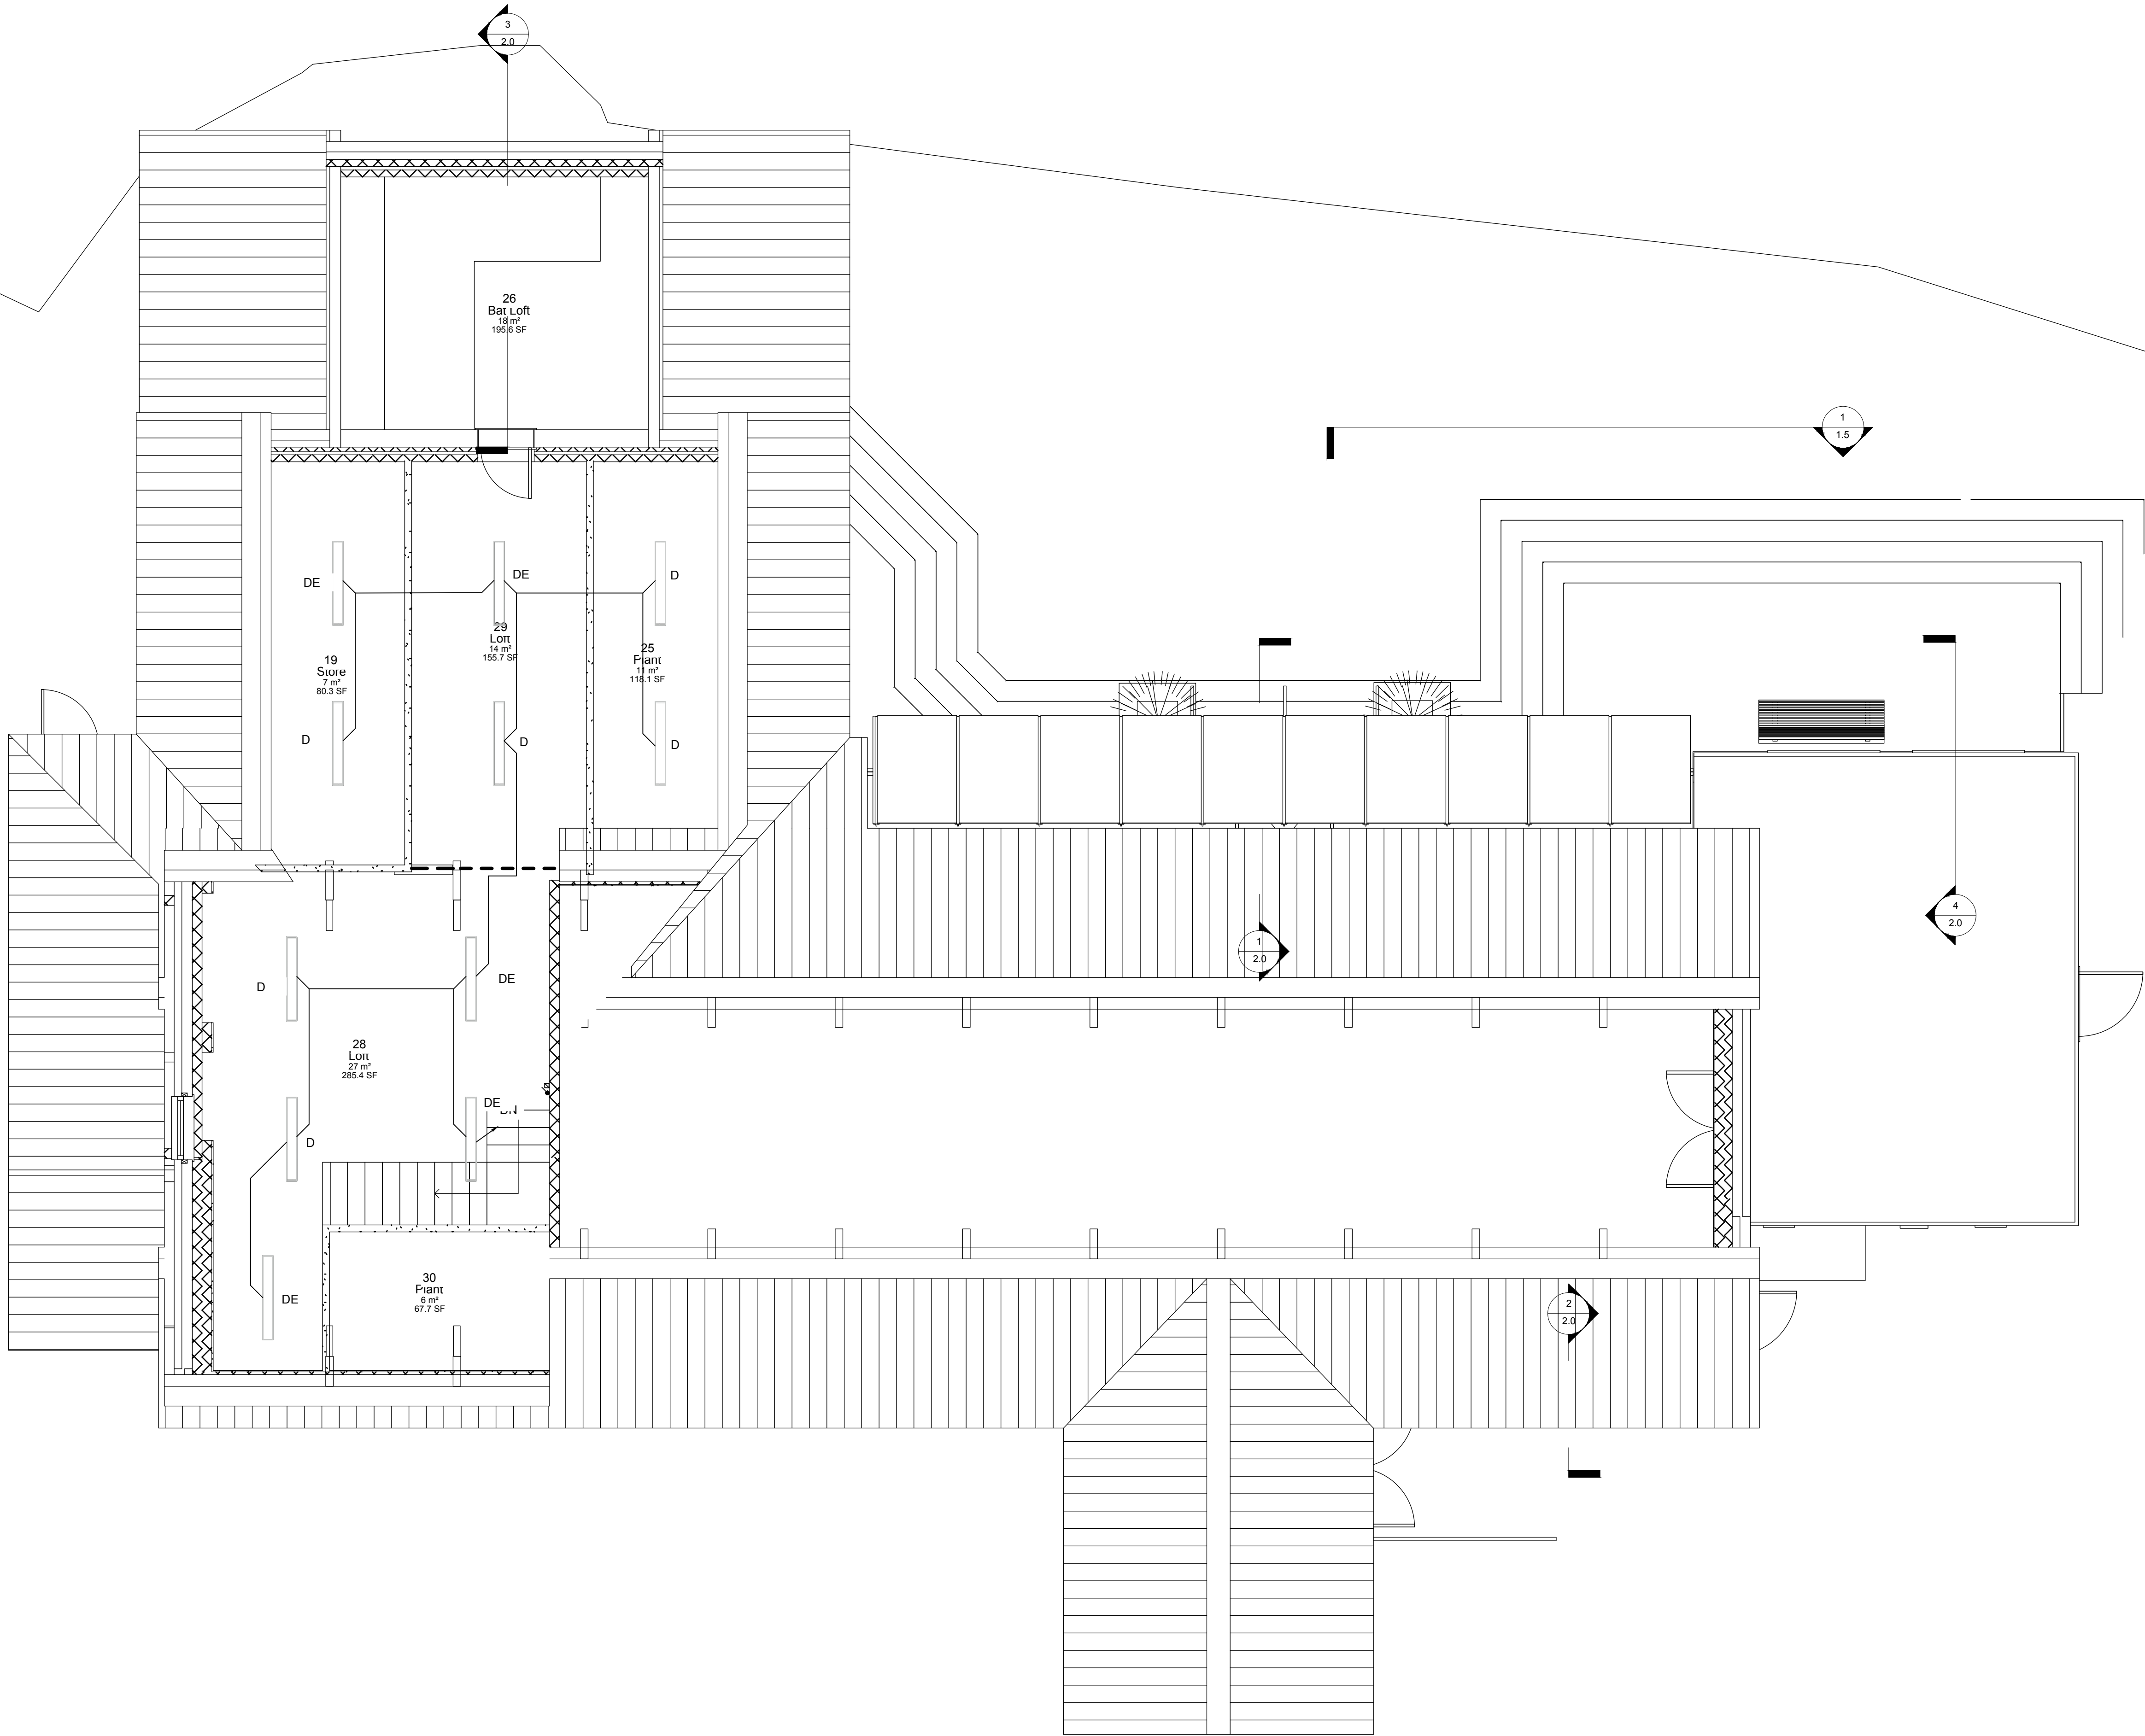 3
2.0
26
Bat Loft
18 m²
195.6 SF
1
1.5
DE
DE
D
29
Loft
14 m²
155.7 SF
25
Plant
11 m²
118.1 SF
19
Store
7 m²
80.3 SF
D
D
D
4
2.0
1
2.0
D
DE
28
Loft
27 m²
285.4 SF
DE
DN
D
30
Plant
6 m²
67.7 SF
DE
2
2.0